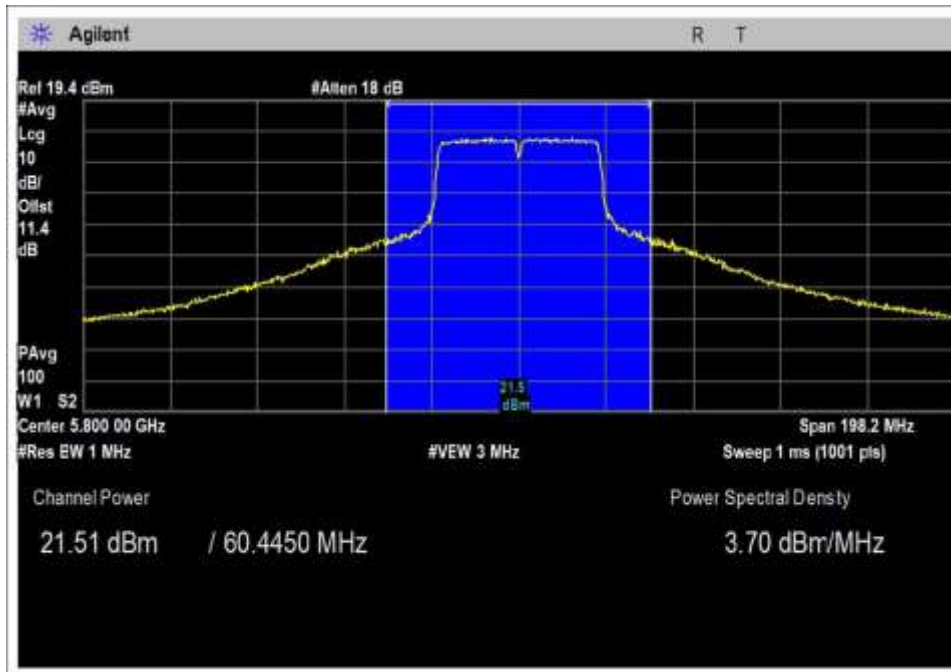 Agilent R T
Ref 19.4 dBm #Atten 18 dB
#Avg
Log
10
dB/
Offst
11.4
dB
PAvg
100
W1 S2
21.5
dBm
Center 5.800 00 GHz Span 198.2 MHz
#Res BW 1 MHz #VBW 3 MHz Sweep 1 ms (1001 pts)
Channel Power Power Spectral Density
21.51 dBm / 60.4450 MHz 3.70 dBm/MHz